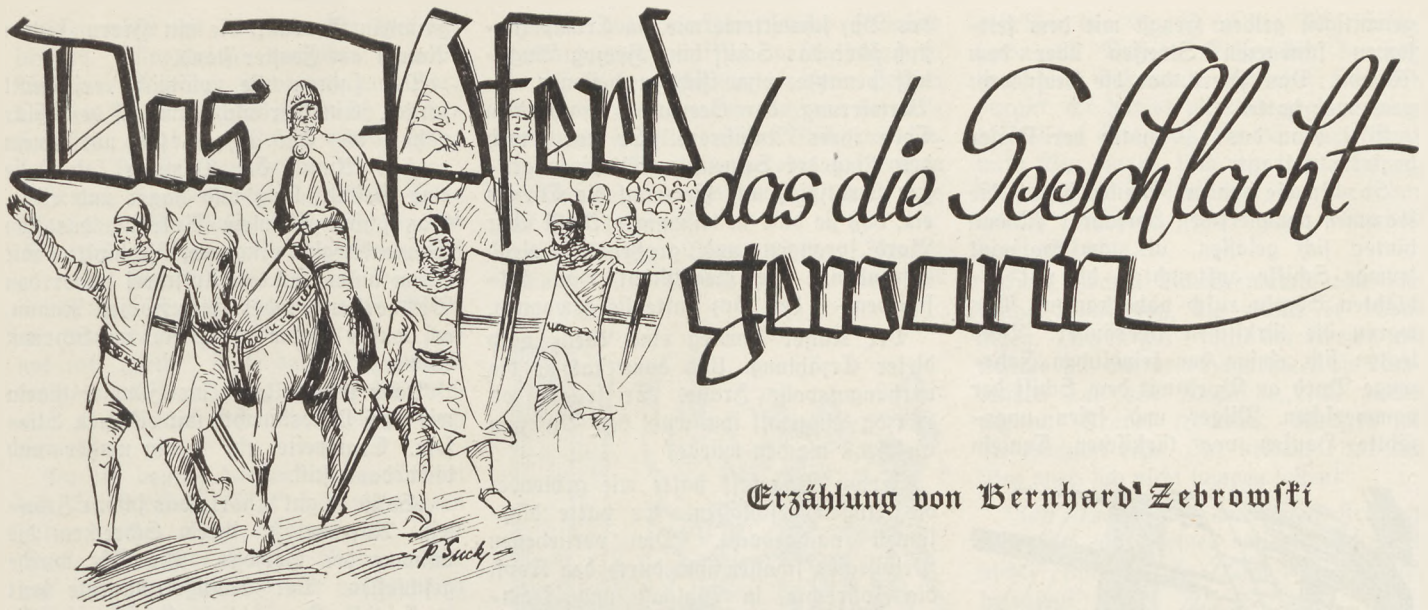 Das Pferd
das die Seeſchlacht
gewann
Erzählung von Bernhard Zebrowſki
P. Suck